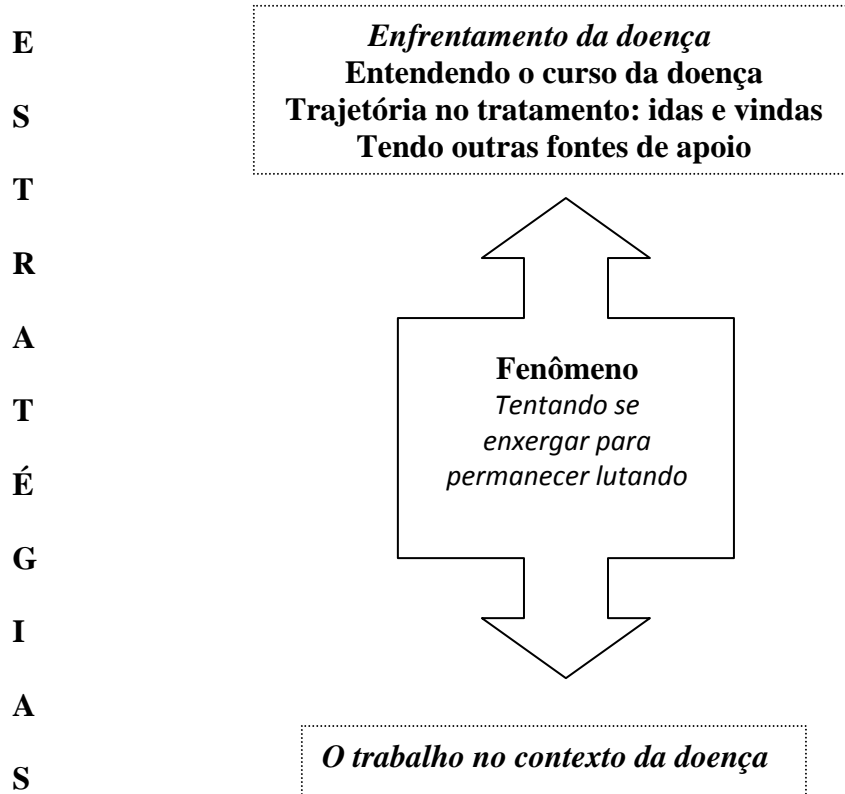 E
S
T
R
A
T
É
G
I
A
S
Enfrentamento da doença
Entendendo o curso da doença
Trajetória no tratamento: idas e vindas
Tendo outras fontes de apoio
Fenômeno
Tentando se
enxergar para
permanecer lutando
O trabalho no contexto da doença